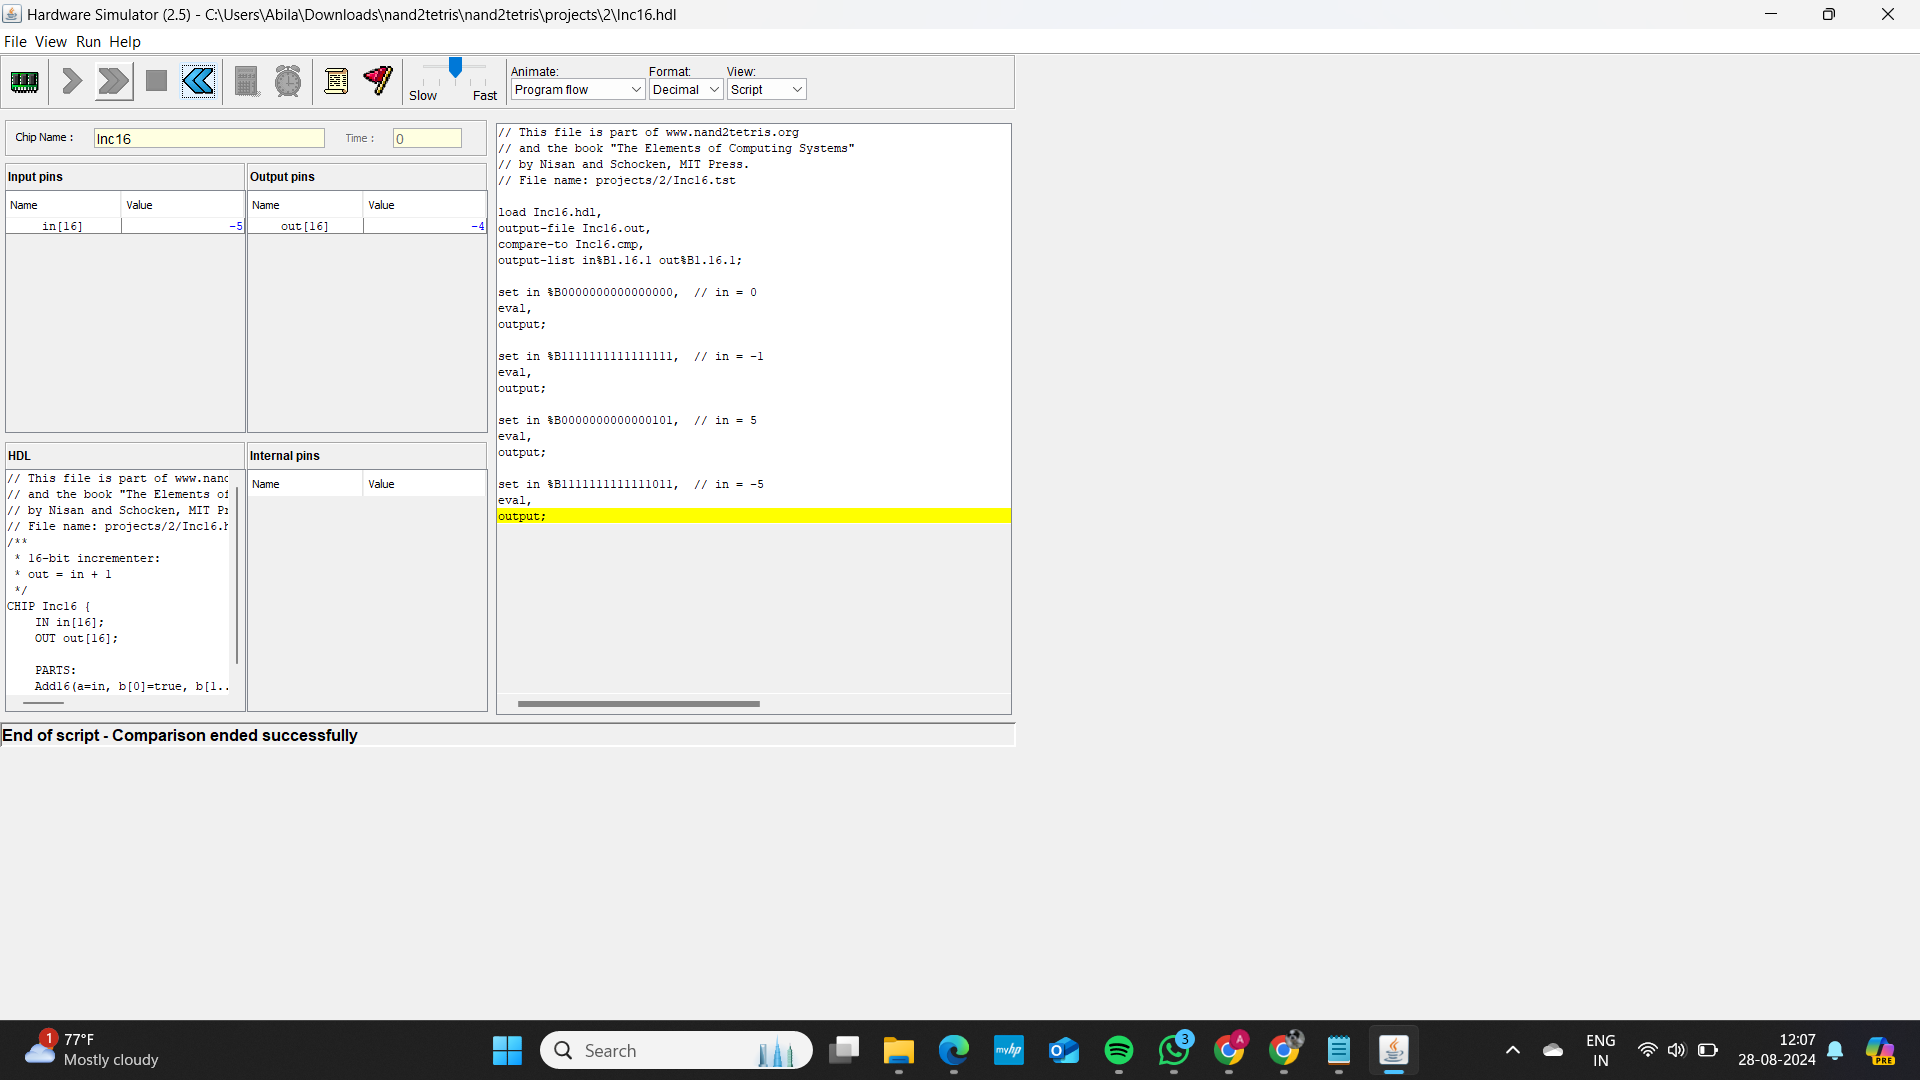 Hardware Simulator (2.5) - C:\Users\Abila\Downloads\nand2tetris\nand2tetris\projects\2\Inc16.hdl
File View Run Help
Slow Fast
Animate: Format: View:
Program flow Decimal Script
Chip Name : Inc16 Time : 0
Input pins
Name Value
in[16] -5
Output pins
Name Value
out[16] -4
HDL
// This file is part of www.nand
// and the book "The Elements of
// by Nisan and Schocken, MIT Pr
// File name: projects/2/Inc16.h
/**
* 16-bit incrementer:
* out = in + 1
*/
CHIP Inc16 {
IN in[16];
OUT out[16];
PARTS:
Add16(a=in, b[0]=true, b[1..
Internal pins
Name Value
// This file is part of www.nand2tetris.org
// and the book "The Elements of Computing Systems"
// by Nisan and Schocken, MIT Press.
// File name: projects/2/Inc16.tst
load Inc16.hdl,
output-file Inc16.out,
compare-to Inc16.cmp,
output-list in%B1.16.1 out%B1.16.1;
set in %B0000000000000000,  // in = 0
eval,
output;
set in %B1111111111111111,  // in = -1
eval,
output;
set in %B0000000000000101,  // in = 5
eval,
output;
set in %B1111111111111011,  // in = -5
eval,
output;
End of script - Comparison ended successfully
1
77°F
Mostly cloudy
Search
myhp
3
A
ENG
IN
12:07
28-08-2024
PRE